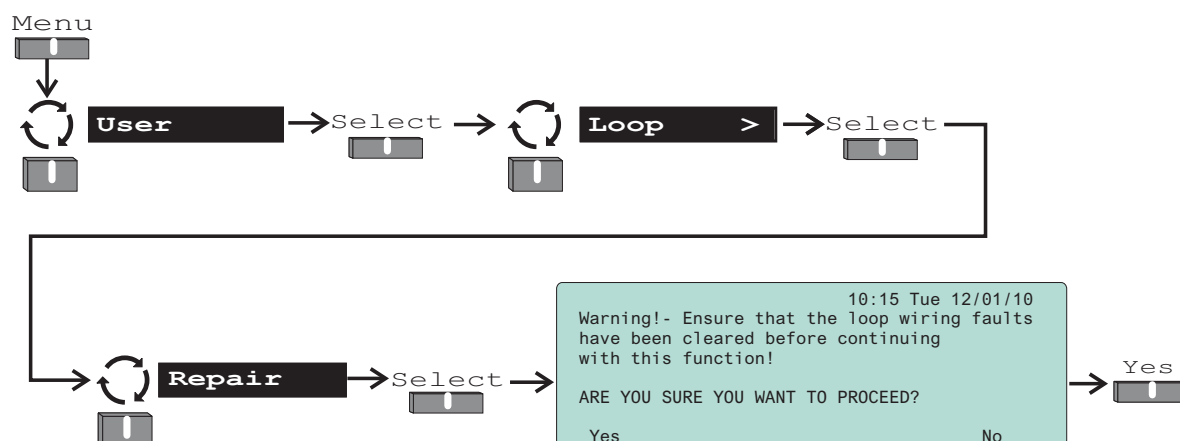 Menu
User Select Loop > Select
Repair Select
10:15 Tue 12/01/10
Warning!- Ensure that the loop wiring faults
have been cleared before continuing
with this function!
ARE YOU SURE YOU WANT TO PROCEED?
Yes No
Yes